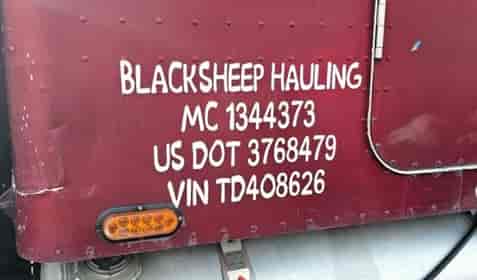 BLACKSHEEP HAULING
MC 1344373
US DOT 3768479
VIN TD408626